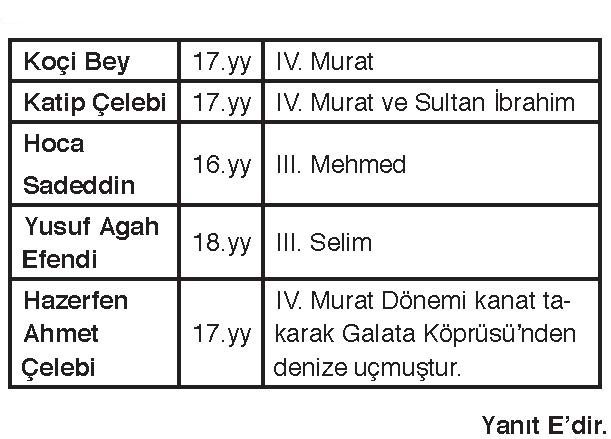 Koçi Bey 17.yy IV. Murat
Katip Çelebi 17.yy IV. Murat ve Sultan İbrahim
Hoca
Sadeddin 16.yy III. Mehmed
Yusuf Agah
Efendi 18.yy III. Selim
Hazerfen
Ahmet
Çelebi 17.yy IV. Murat Dönemi kanat ta-
karak Galata Köprüsü'nden
denize uçmuştur.
Yanıt E'dir.